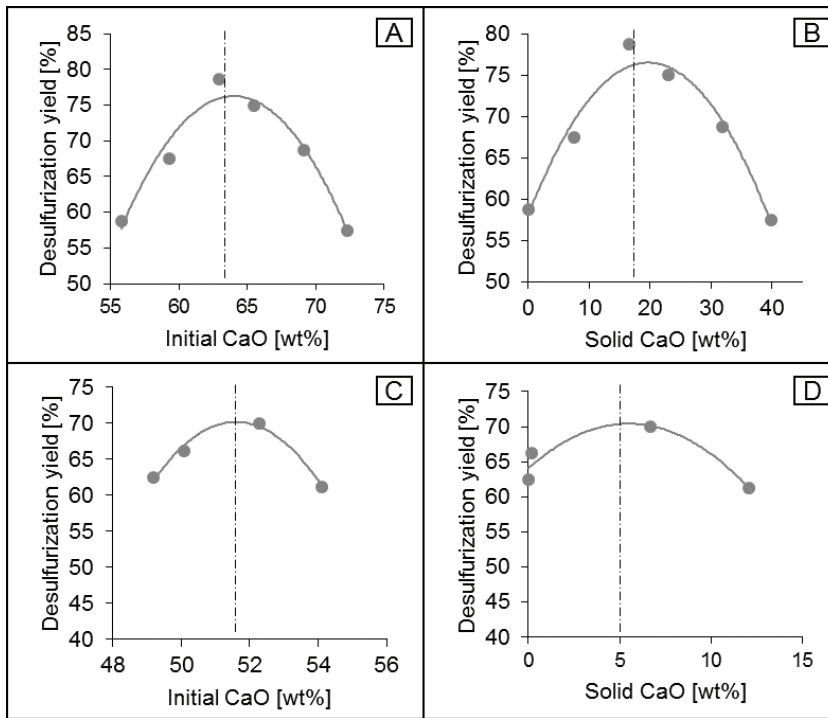 A
Desulfurization yield [%]
85
80
75
70
65
60
55
50
55 60 65 70 75
Initial CaO [wt%]
B
Desulfurization yield [%]
80
75
70
65
60
55
50
0 10 20 30 40
Solid CaO [wt%]
C
Desulfurization yield [%]
75
70
65
60
55
50
45
40
48 50 52 54 56
Initial CaO [wt%]
D
Desulfurization yield [%]
80
75
70
65
60
55
50
45
40
0 5 10 15
Solid CaO [wt%]